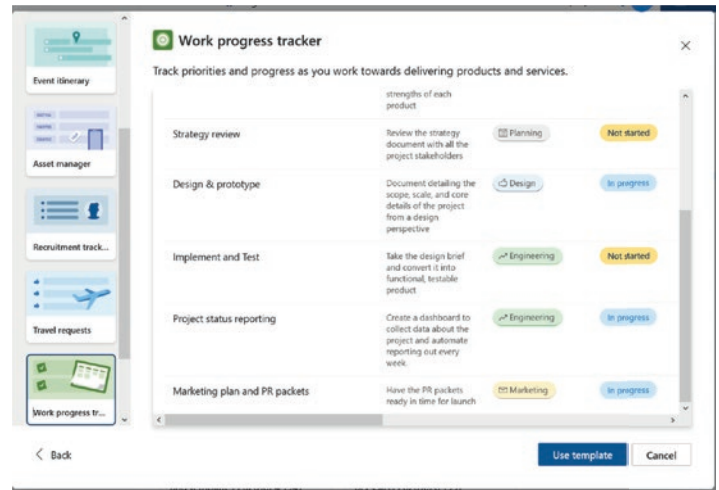 Event itinerary
Asset manager
Recruitment track...
Travel requests
Work progress tr...
Work progress tracker
Track priorities and progress as you work towards delivering products and services.
strengths of each
product
Strategy review
Review the strategy
document with all the
project stakeholders
Planning
Not started
Design & prototype
Document detailing the
scope, scale, and core
details of the project
from a design
perspective
Design
In progress
Implement and Test
Take the design brief
and convert it into
functional, testable
product
Engineering
Not started
Project status reporting
Create a dashboard to
collect data about the
project and automate
reporting out every
week.
Engineering
In progress
Marketing plan and PR packets
Have the PR packets
ready in time for launch
Marketing
In progress
Back
Use template
Cancel